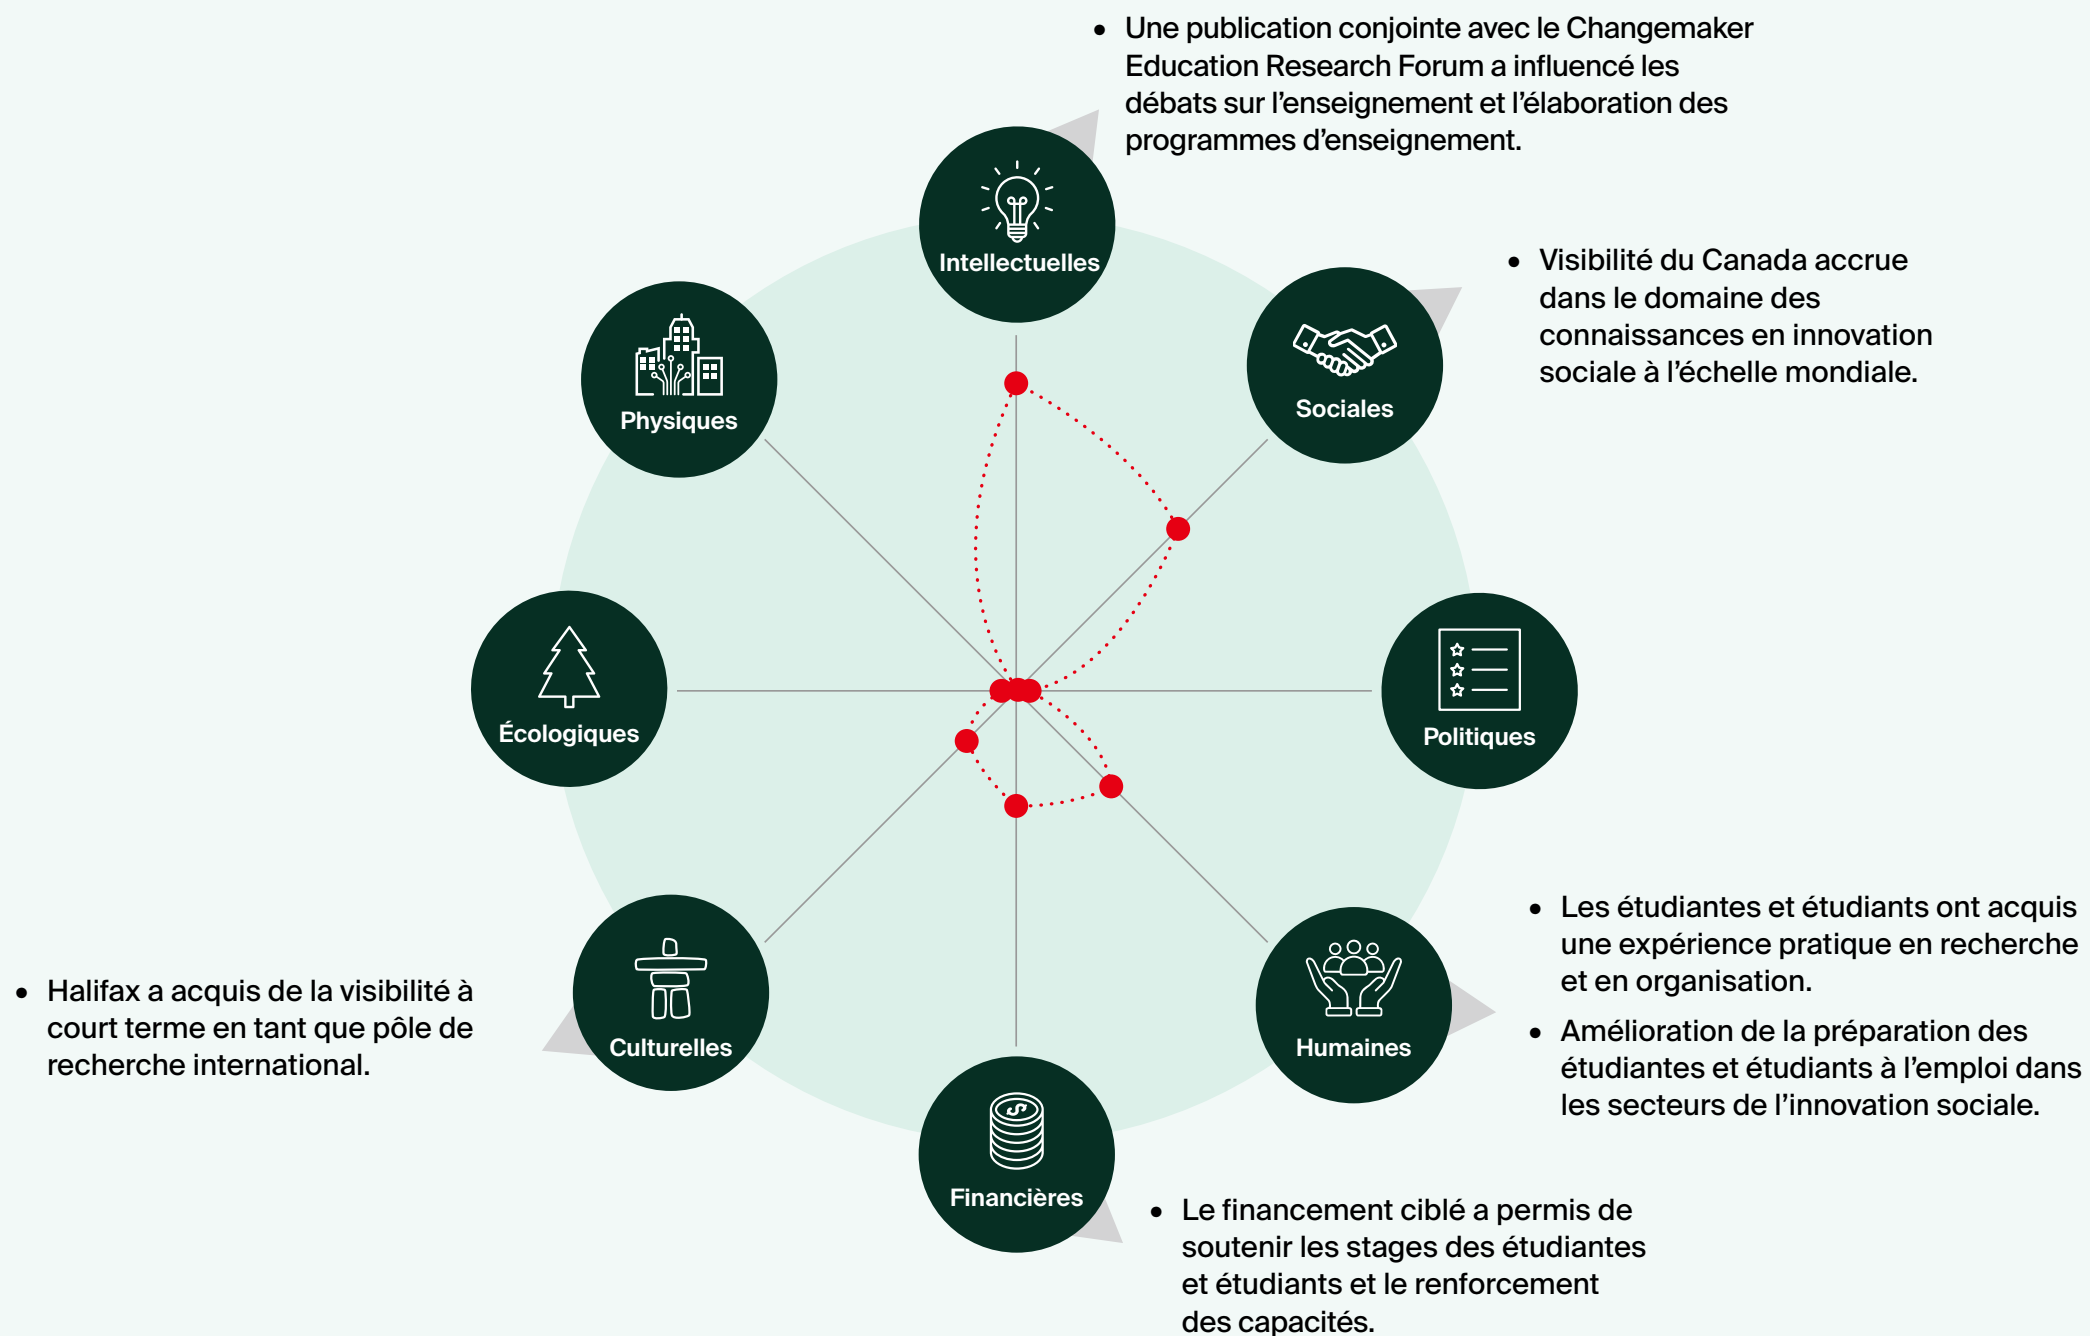 • Une publication conjointe avec le Changemaker
Education Research Forum a influencé les
débats sur l’enseignement et l’élaboration des
programmes d’enseignement.
Intellectuelles
• Visibilité du Canada accrue
dans le domaine des
connaissances en innovation
sociale à l’échelle mondiale.
Sociales
Physiques
Politiques
Écologiques
• Les étudiantes et étudiants ont acquis
une expérience pratique en recherche
et en organisation.
• Amélioration de la préparation des
étudiantes et étudiants à l’emploi dans
les secteurs de l’innovation sociale.
Humaines
• Halifax a acquis de la visibilité à
court terme en tant que pôle de
recherche international.
Culturelles
Financières
• Le financement ciblé a permis de
soutenir les stages des étudiantes
et étudiants et le renforcement
des capacités.